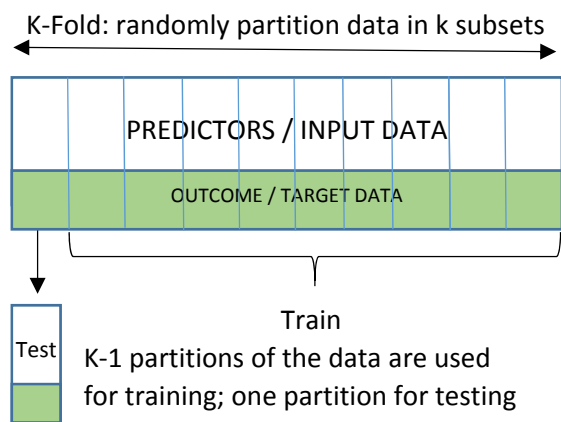 K-Fold: randomly partition data in k subsets
PREDICTORS / INPUT DATA
OUTCOME / TARGET DATA
Test
Train
K-1 partitions of the data are used
for training; one partition for testing